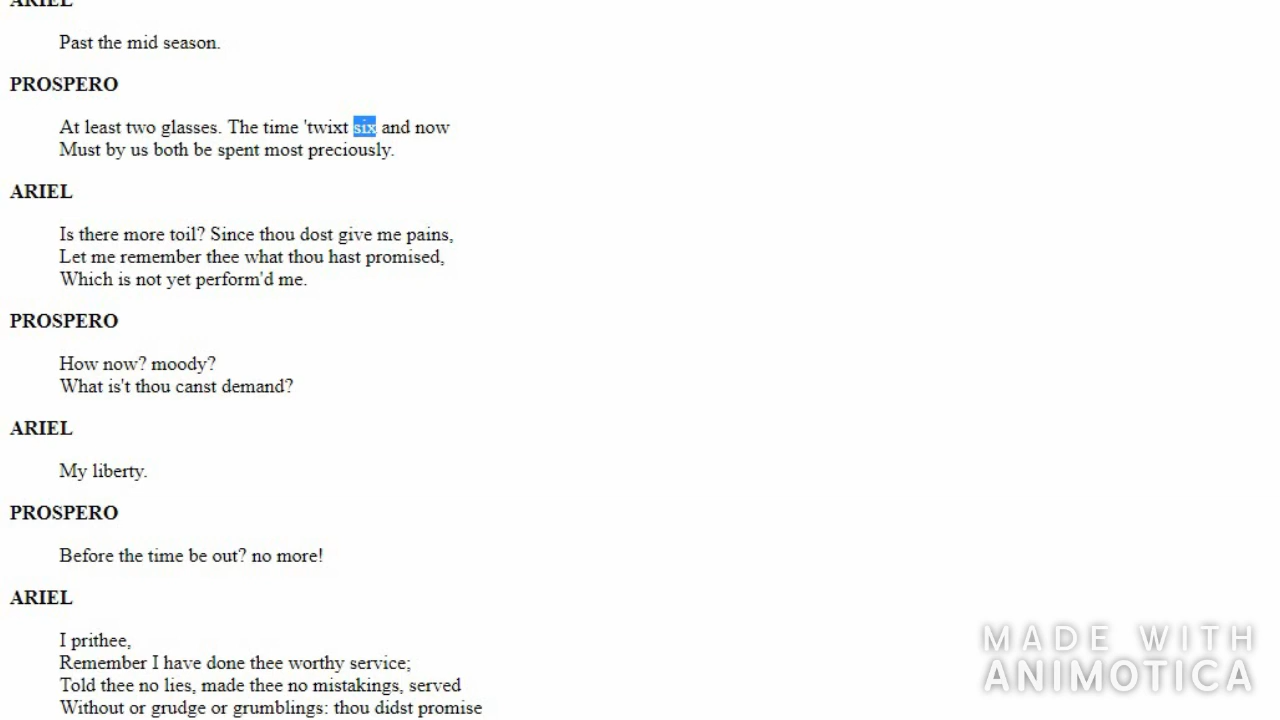 ARIEL
Past the mid season.
PROSPERO
At least two glasses. The time 'twixt six and now
Must by us both be spent most preciously.
ARIEL
Is there more toil? Since thou dost give me pains,
Let me remember thee what thou hast promised,
Which is not yet perform'd me.
PROSPERO
How now? moody?
What is't thou canst demand?
ARIEL
My liberty.
PROSPERO
Before the time be out? no more!
ARIEL
I prithee,
Remember I have done thee worthy service;
Told thee no lies, made thee no mistakings, served
Without or grudge or grumblings: thou didst promise
MADE WITH
ANIMOTICA